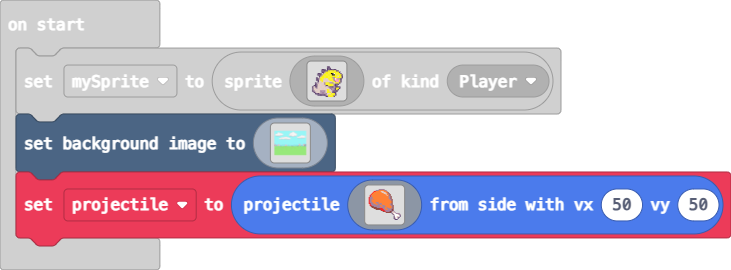 on start
set mySprite to sprite of kind Player
set background image to
set projectile to projectile from side with vx 50 vy 50